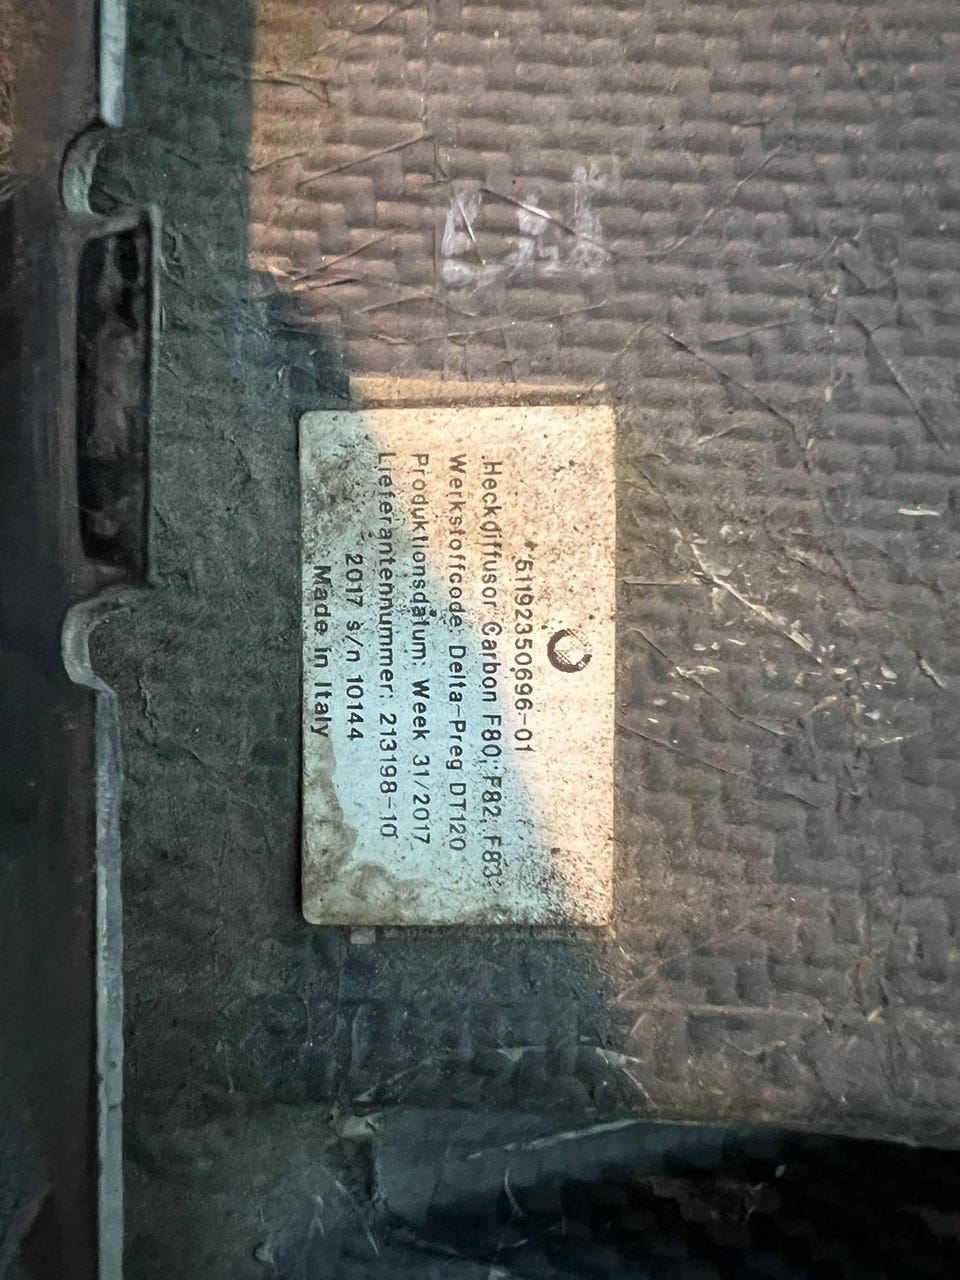 *51192350696-01
Heckdiffusor Carbon F80; F82; F83;
Werkstoffcode: Delta-Preg DT120
Produktionsdatum: Week 31/2017
Lieferantennummer: 213198-10
2017 s/n 10144
Made in Italy